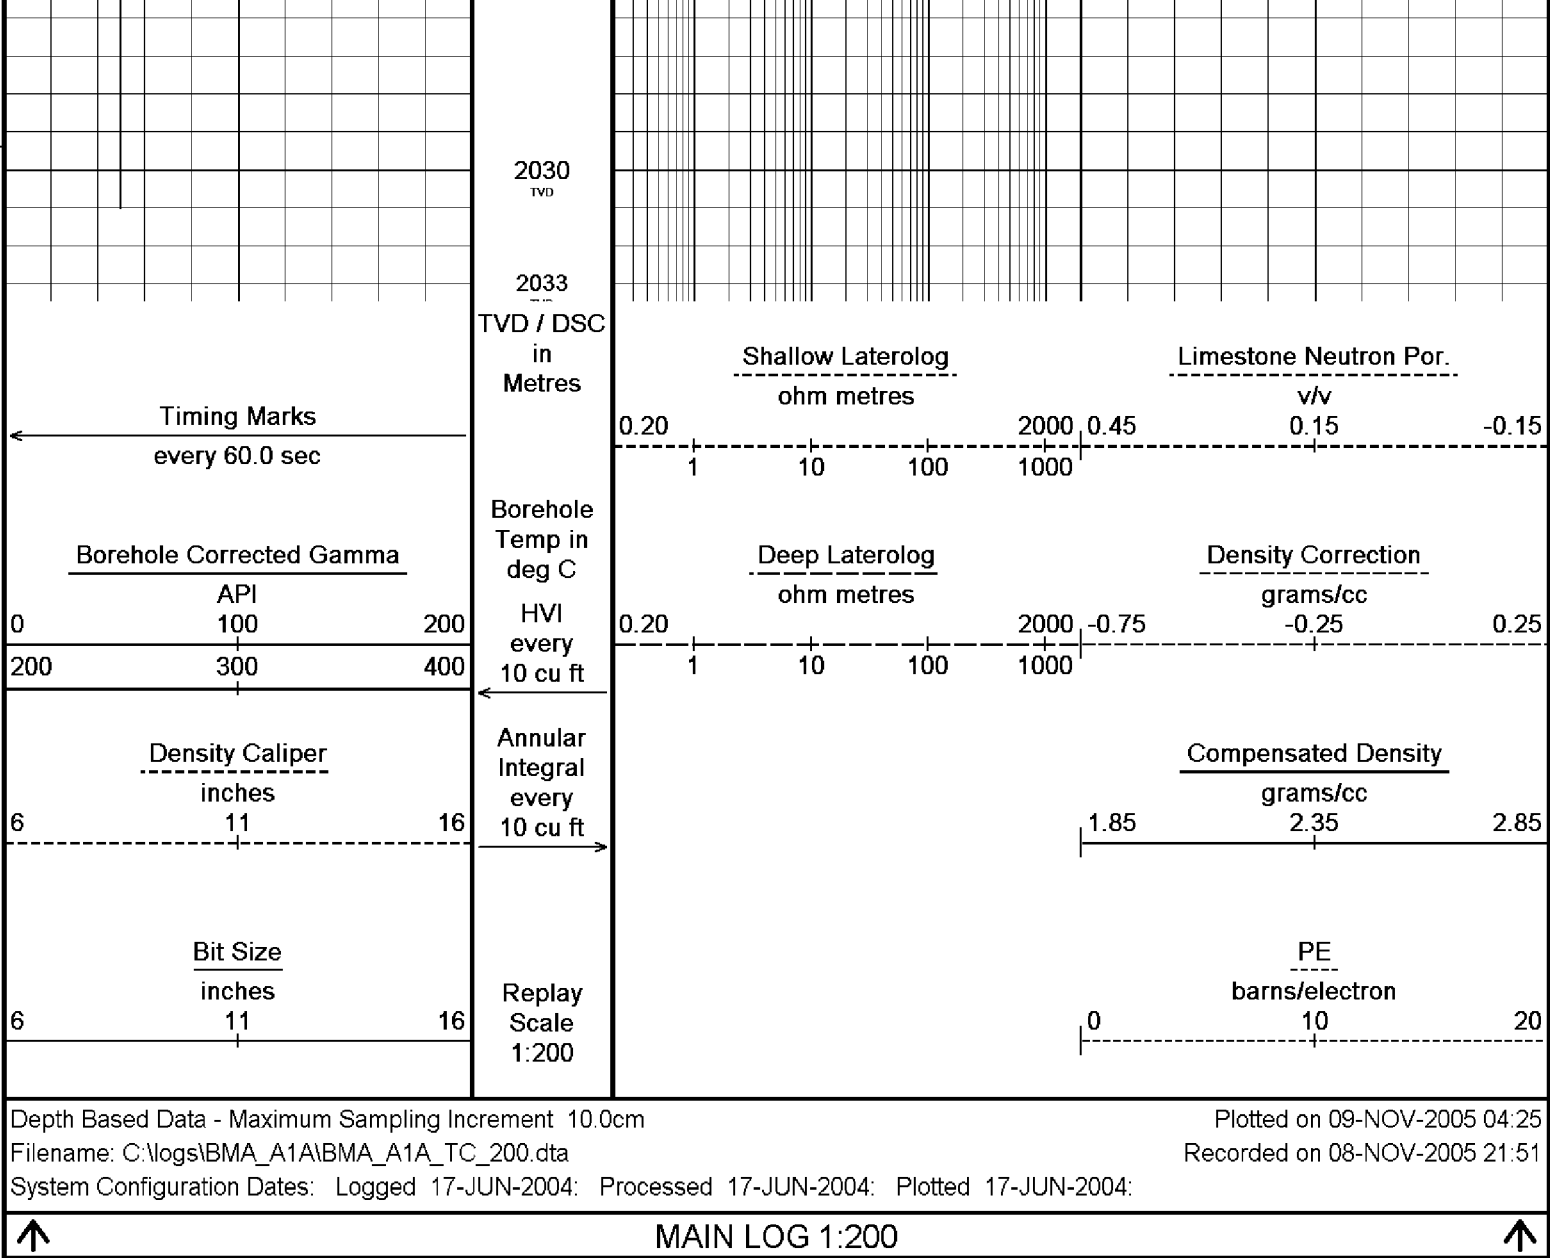 2030
TVD
2033
TVD / DSC
in
Metres
Timing Marks
every 60.0 sec
Borehole Corrected Gamma
API
0 100 200
200 300 400
Density Caliper
inches
6 11 16
Bit Size
inches
6 11 16
Borehole
Temp in
deg C
HVI
every
10 cu ft
Annular
Integral
every
10 cu ft
Replay
Scale
1:200
Shallow Laterolog
ohm metres
0.20 2000
1 10 100 1000
Deep Laterolog
ohm metres
0.20 2000
1 10 100 1000
Limestone Neutron Por.
v/v
0.45 0.15 -0.15
Density Correction
grams/cc
-0.75 -0.25 0.25
Compensated Density
grams/cc
1.85 2.35 2.85
PE
barns/electron
0 10 20
Depth Based Data - Maximum Sampling Increment 10.0cm
Plotted on 09-NOV-2005 04:25
Filename: C:\logs\BMA_A1A\BMA_A1A_TC_200.dta
Recorded on 08-NOV-2005 21:51
System Configuration Dates: Logged 17-JUN-2004: Processed 17-JUN-2004: Plotted 17-JUN-2004:
MAIN LOG 1:200